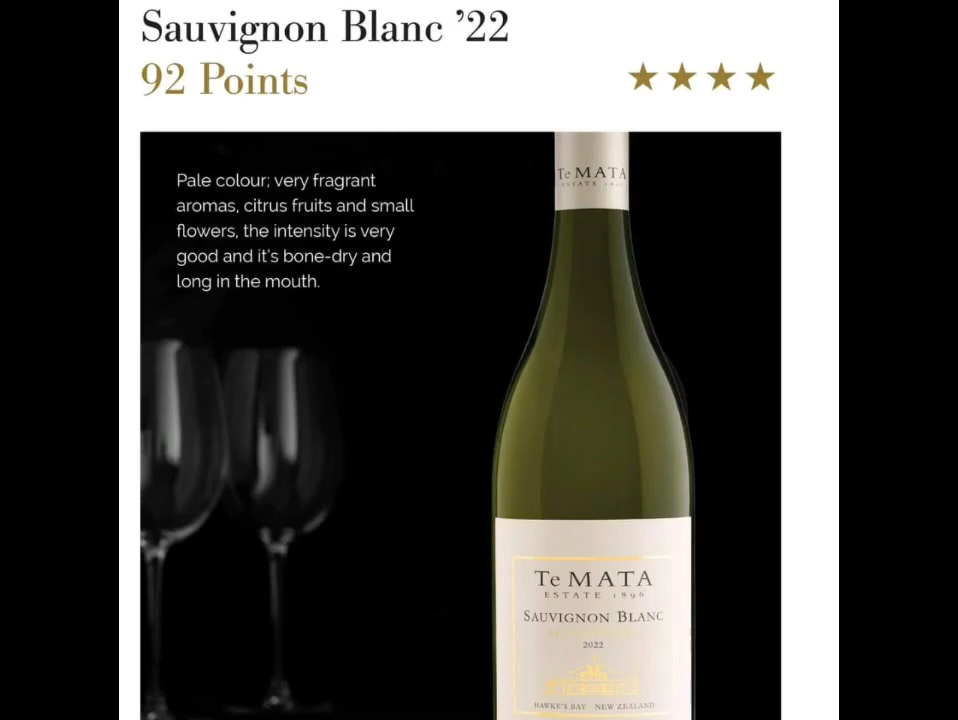 Sauvignon Blanc ’22
92 Points
Pale colour; very fragrant
aromas, citrus fruits and small
flowers, the intensity is very
good and it's bone-dry and
long in the mouth.
Te MATA
ESTATE 1896
Te MATA
ESTATE 1896
SAUVIGNON BLANC
2022
HAWKE'S BAY NEW ZEALAND